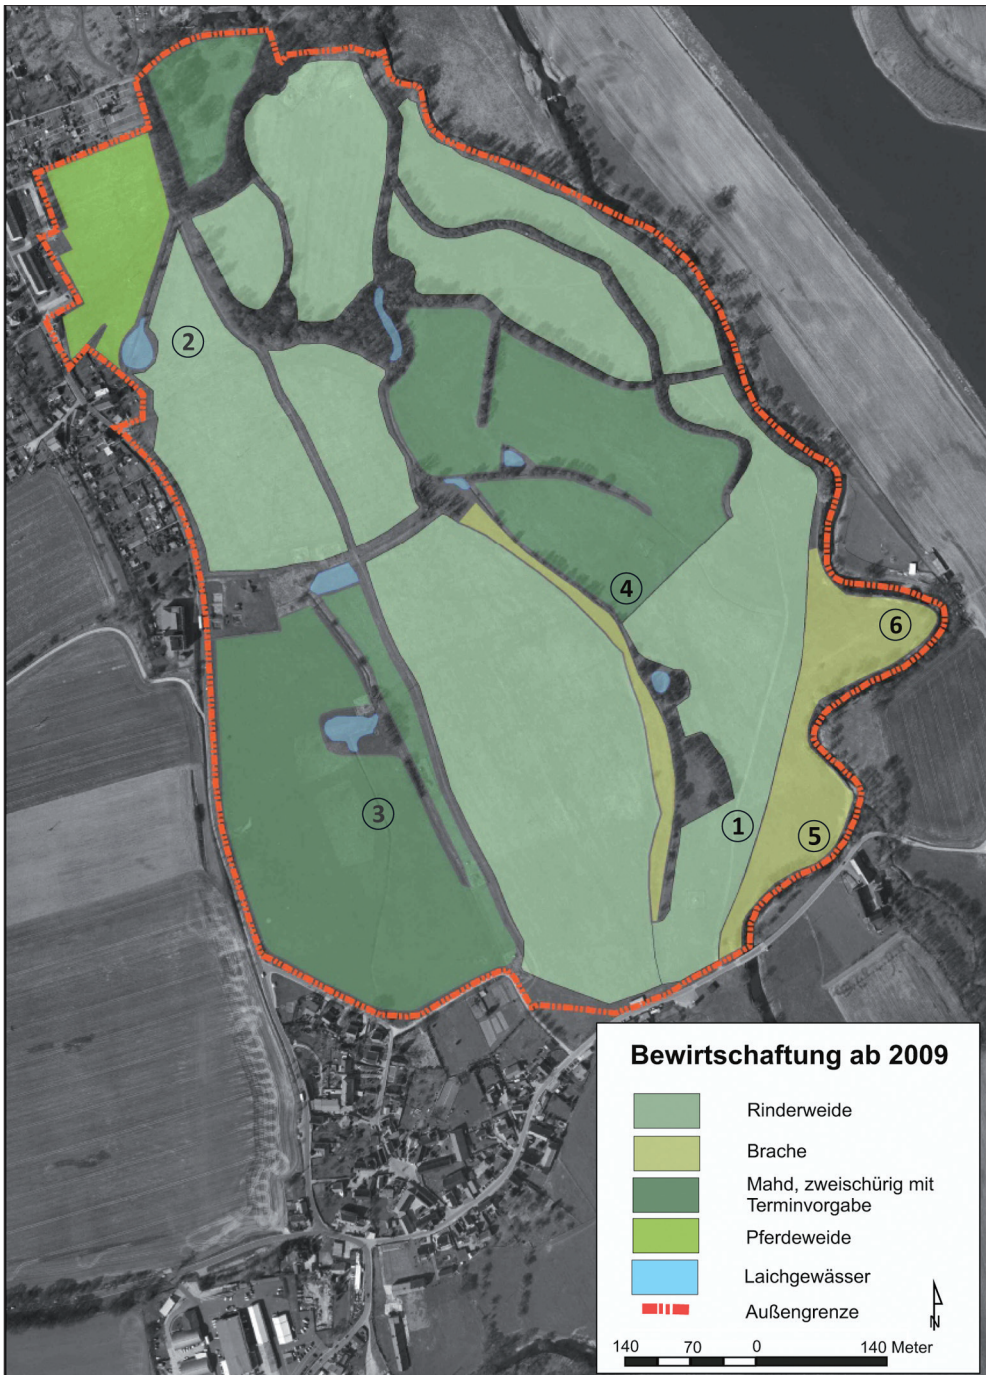 2
4
6
3
1
5
Bewirtschaftung ab 2009
Rinderweide
Brache
Mahd, zweischürig mit
Terminvorgabe
Pferdeweide
Laichgewässer
Außengrenze
N
140 70 0 140 Meter